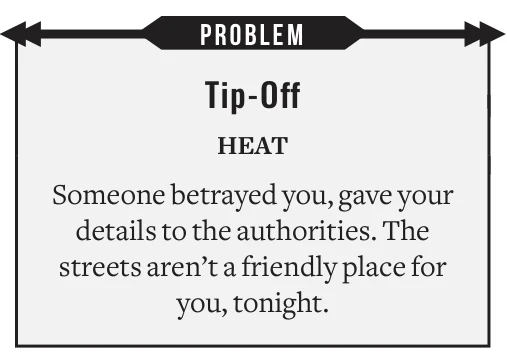 PROBLEM
Tip-Off
HEAT
Someone betrayed you, gave your
details to the authorities. The
streets aren’t a friendly place for
you, tonight.